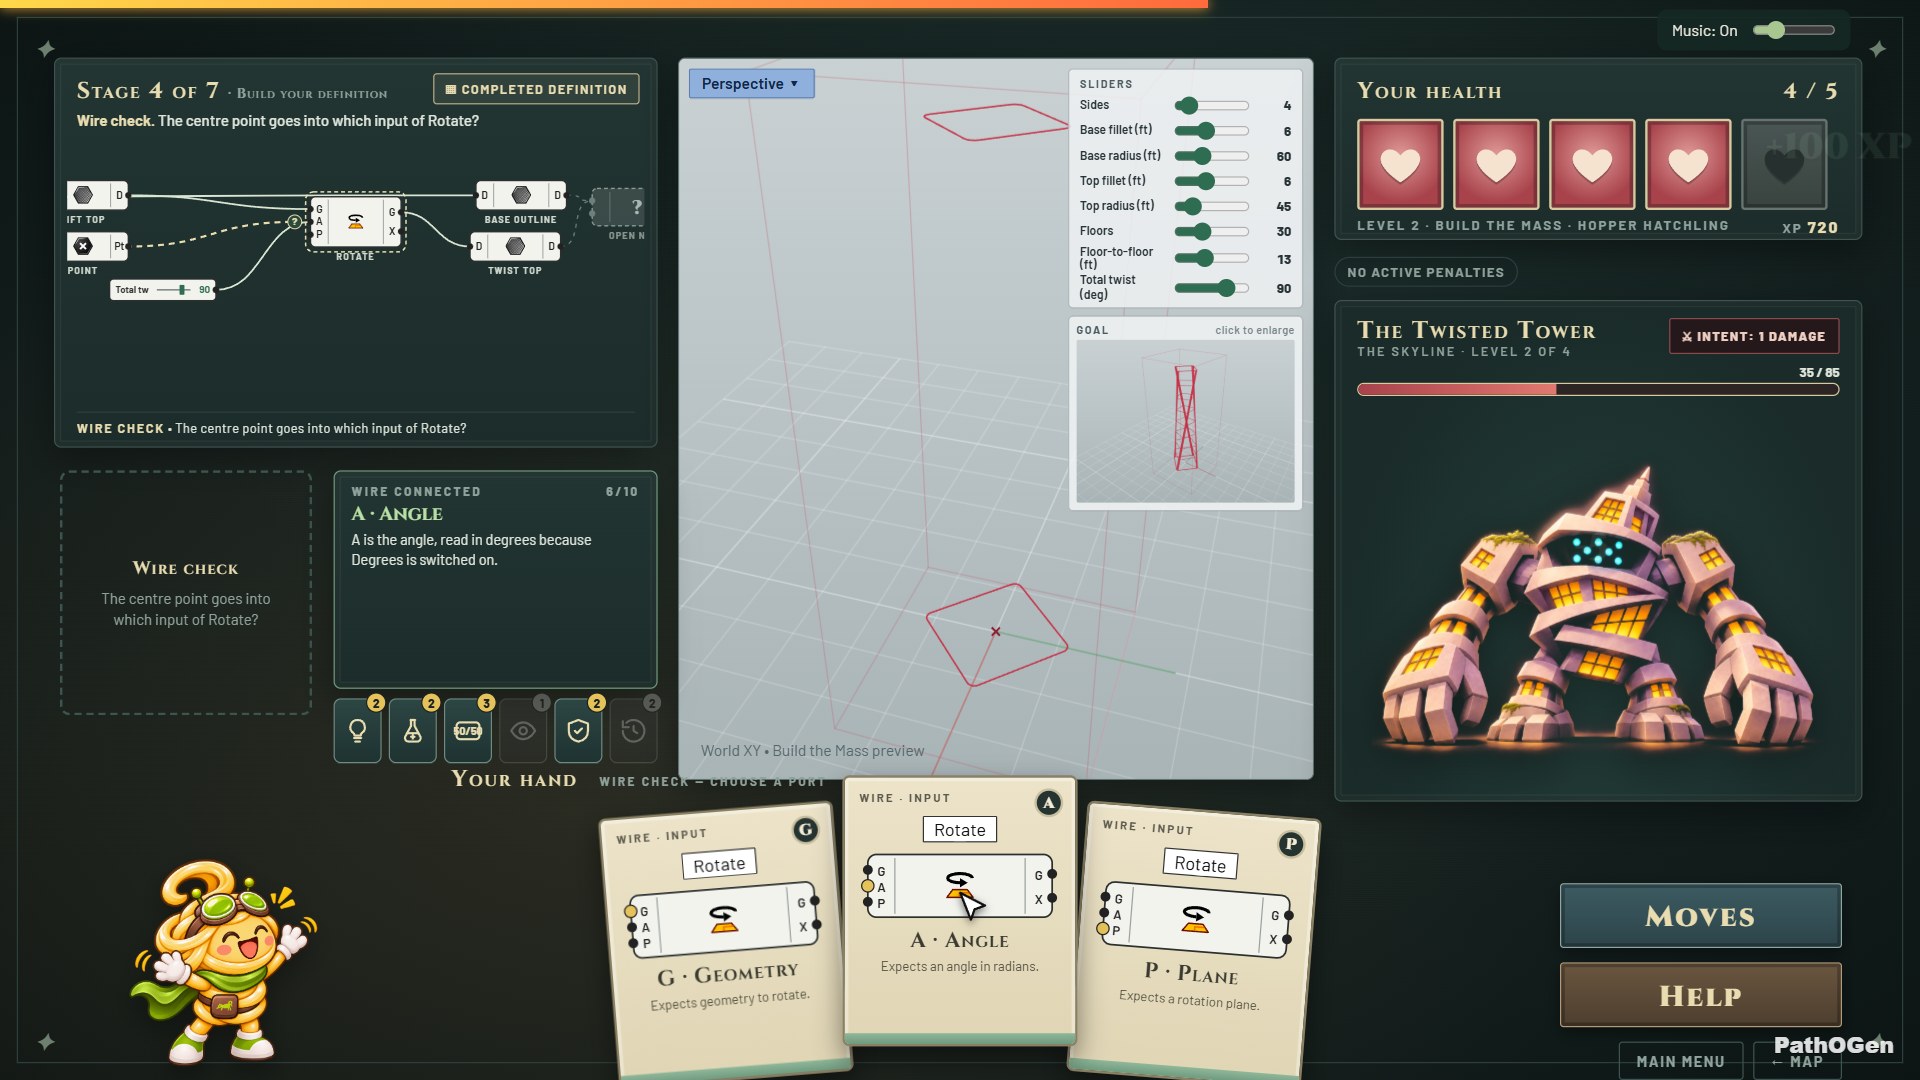 Music: On
STAGE 4 OF 7 · BUILD YOUR DEFINITION
COMPLETED DEFINITION
Wire check. The centre point goes into which input of Rotate?
D
IFT TOP
Pt
POINT
Total tw 90
?
G
A
P
G
X
ROTATE
D D
BASE OUTLINE
D D
TWIST TOP
?
OPEN N
WIRE CHECK • The centre point goes into which input of Rotate?
WIRE CHECK
The centre point goes into
which input of Rotate?
WIRE CONNECTED 6/10
A · ANGLE
A is the angle, read in degrees because
Degrees is switched on.
2 2 3 1 2 2
50/50
YOUR HAND WIRE CHECK — CHOOSE A PORT
Perspective ▼
SLIDERS
Sides 4
Base fillet (ft) 6
Base radius (ft) 60
Top fillet (ft) 6
Top radius (ft) 45
Floors 30
Floor-to-floor (ft) 13
Total twist (deg) 90
GOAL click to enlarge
World XY • Build the Mass preview
YOUR HEALTH 4 / 5
+100 XP
LEVEL 2 · BUILD THE MASS · HOPPER HATCHLING XP 720
NO ACTIVE PENALTIES
THE TWISTED TOWER
INTENT: 1 DAMAGE
THE SKYLINE · LEVEL 2 OF 4
35 / 85
WIRE · INPUT G
Rotate
G
A
P
G
X
G · GEOMETRY
Expects geometry to rotate.
WIRE · INPUT A
Rotate
G
A
P
G
X
A · ANGLE
Expects an angle in radians.
WIRE · INPUT P
Rotate
G
A
P
G
X
P · PLANE
Expects a rotation plane.
MOVES
HELP
MAIN MENU
← MAP
PathOGen